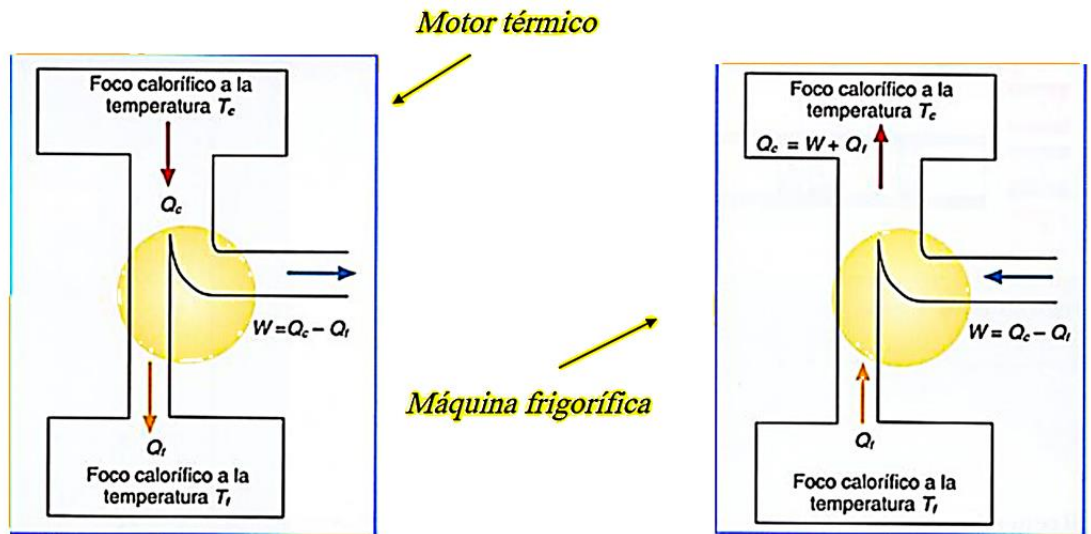 Motor térmico
Foco calorífico a la
temperatura Tc
Qc
W=Qc – Qf
Qf
Foco calorífico a la
temperatura Tf
Máquina frigorífica
Foco calorífico a la
temperatura Tc
Qc = W + Qf
W=Qc – Qf
Qf
Foco calorífico a la
temperatura Tf